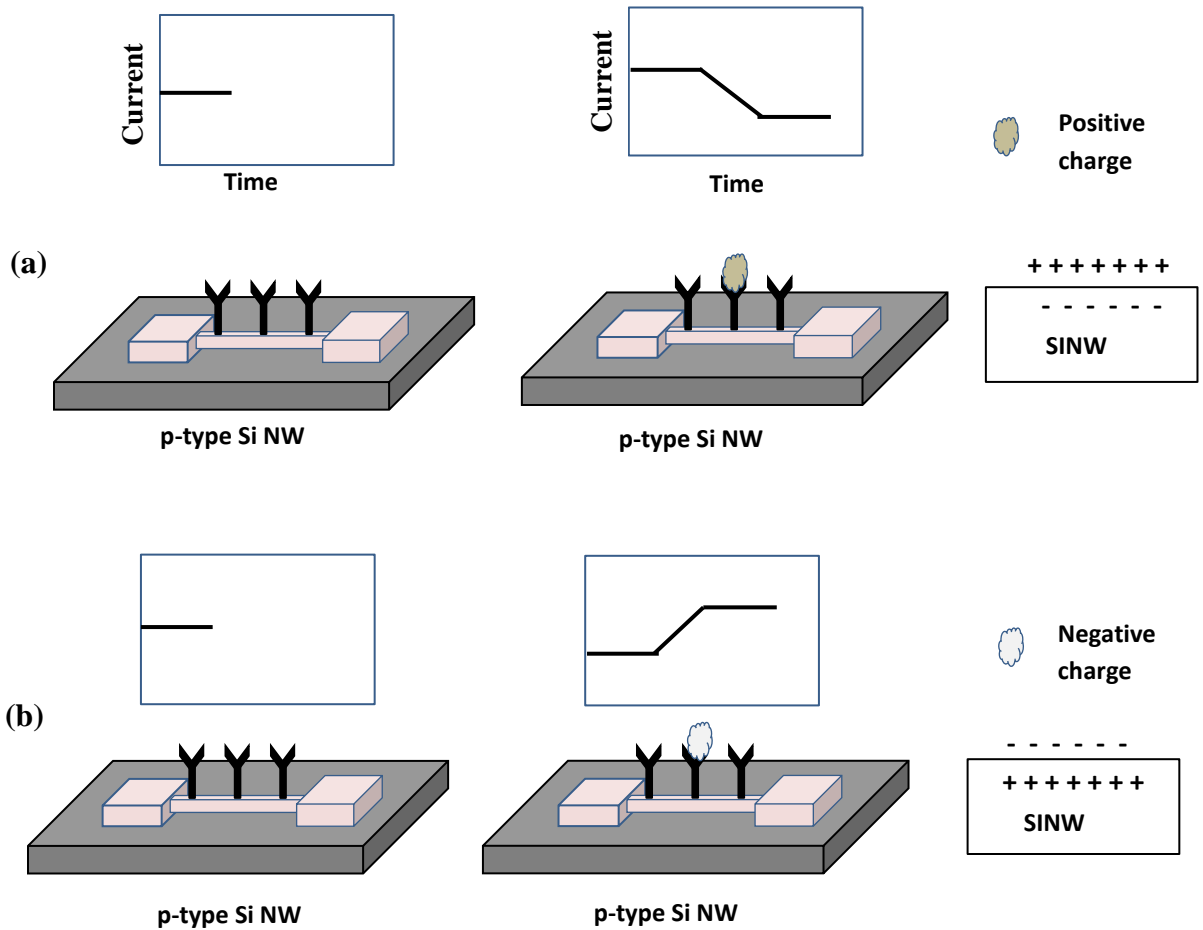 Current
Time
Current
Time
Positive
charge
(a)
+ + + + + + +
- - - - - -
SINW
p-type Si NW
p-type Si NW
Negative
charge
(b)
- - - - - -
+ + + + + + +
SINW
p-type Si NW
p-type Si NW